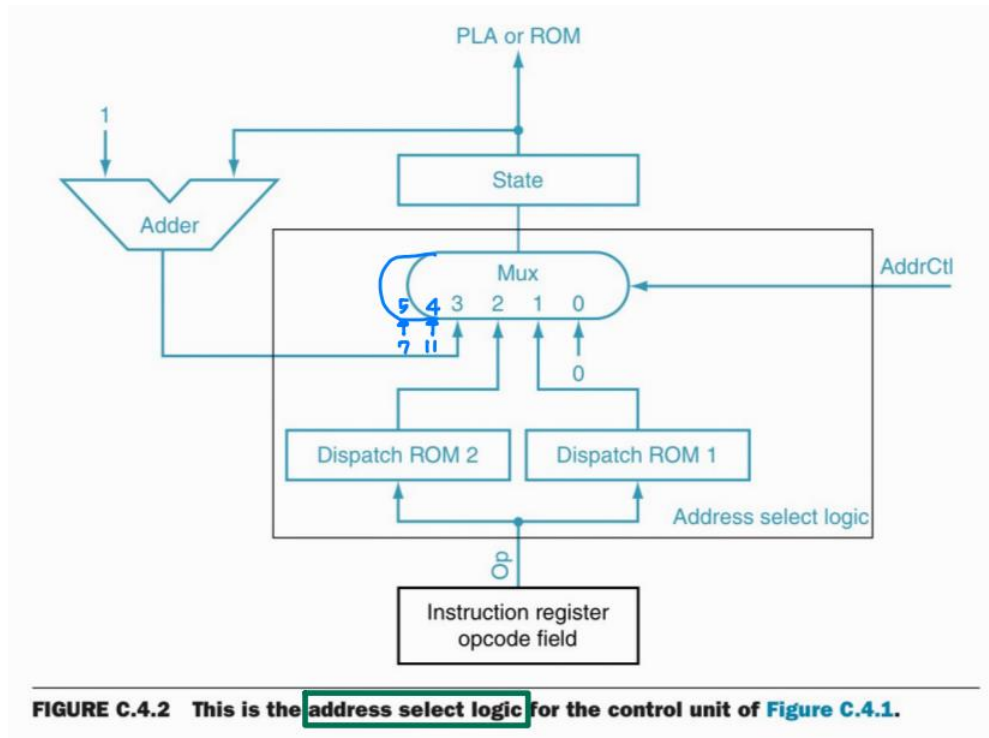 PLA or ROM
1
State
Adder
Mux
AddrCtl
5 4 3 2 1 0
7 11
0
Dispatch ROM 2
Dispatch ROM 1
Address select logic
Op
Instruction register
opcode field
FIGURE C.4.2 This is the address select logic for the control unit of Figure C.4.1.